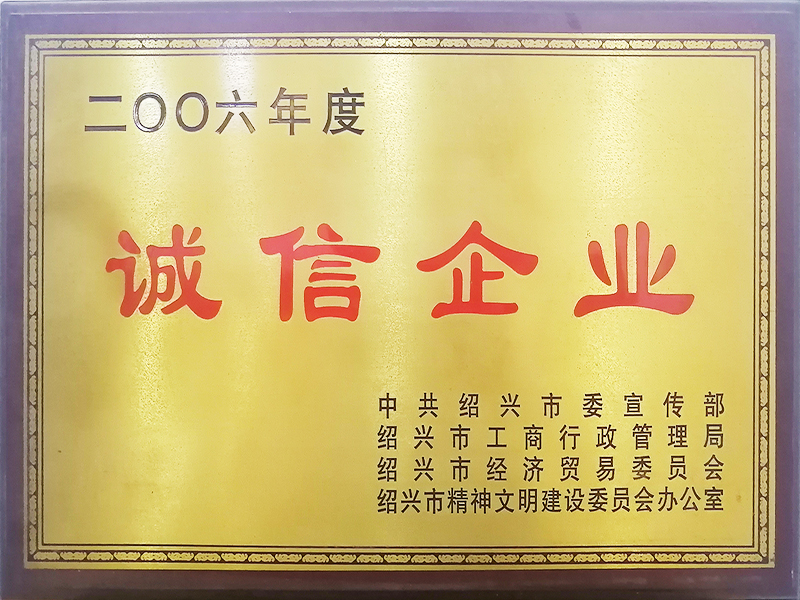 二〇〇六年度
诚信企业
中共绍兴市委宣传部
绍兴市工商行政管理局
绍兴市经济贸易委员会
绍兴市精神文明建设委员会办公室